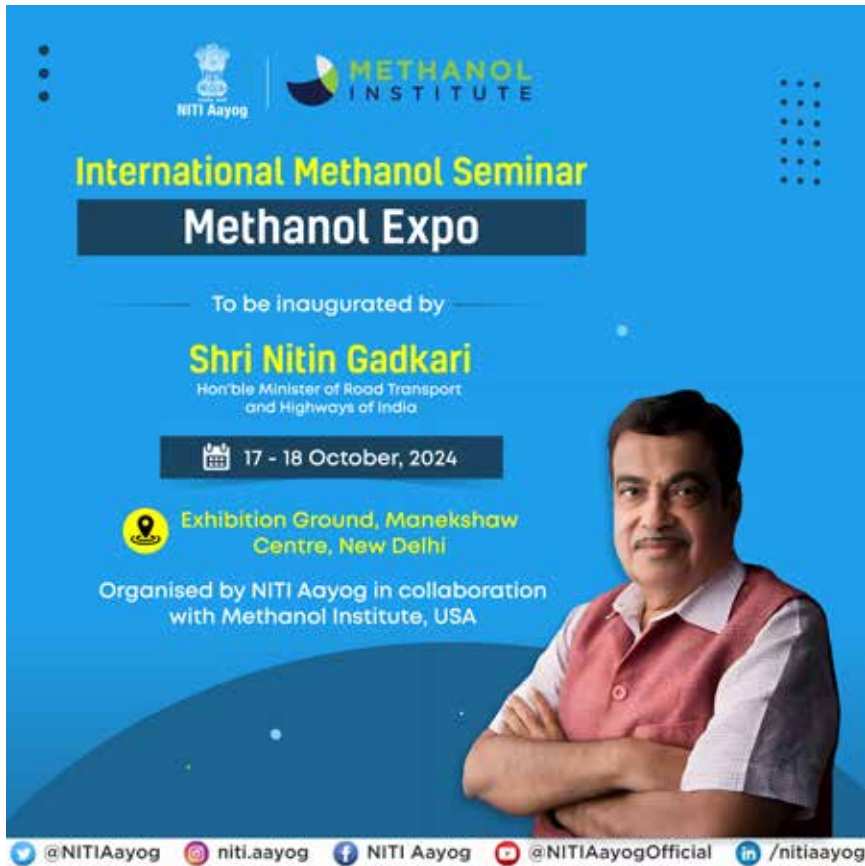 NITI Aayog
METHANOL
INSTITUTE
International Methanol Seminar
Methanol Expo
To be inaugurated by
Shri Nitin Gadkari
Hon'ble Minister of Road Transport
and Highways of India
17 - 18 October, 2024
Exhibition Ground, Manekshaw
Centre, New Delhi
Organised by NITI Aayog in collaboration
with Methanol Institute, USA
@NITIAayog niti.aayog NITI Aayog @NITIAayogOfficial /nitiaayog